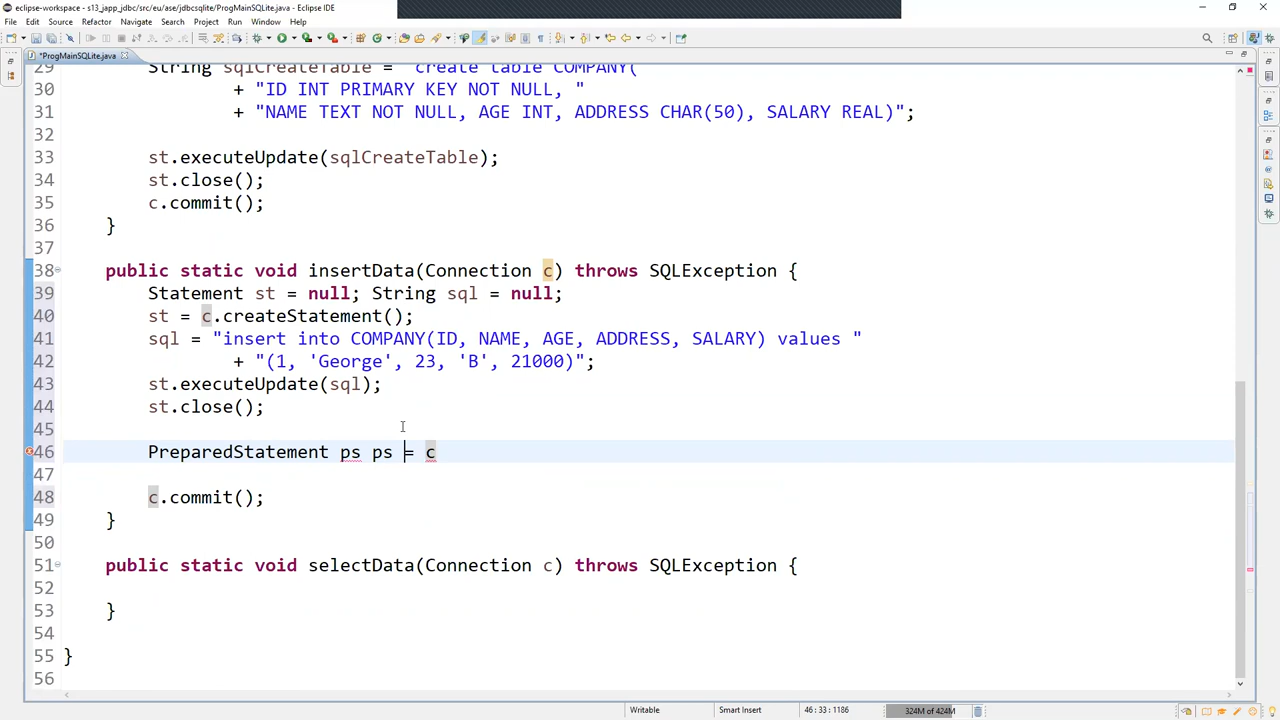 eclipse-workspace - s13_japp_jdbc/src/eu/ase/jdbcsqlite/ProgMainSQLite.java - Eclipse IDE
File Edit Source Refactor Navigate Search Project Run Window Help
*ProgMainSQLite.java
29 String sqlCreateTable = "create table COMPANY("
30 + "ID INT PRIMARY KEY NOT NULL, "
31 + "NAME TEXT NOT NULL, AGE INT, ADDRESS CHAR(50), SALARY REAL)";
32
33 st.executeUpdate(sqlCreateTable);
34 st.close();
35 c.commit();
36 }
37
38 public static void insertData(Connection c) throws SQLException {
39 Statement st = null; String sql = null;
40 st = c.createStatement();
41 sql = "insert into COMPANY(ID, NAME, AGE, ADDRESS, SALARY) values "
42 + "(1, 'George', 23, 'B', 21000)";
43 st.executeUpdate(sql);
44 st.close();
45
46 PreparedStatement ps ps = c
47
48 c.commit();
49 }
50
51 public static void selectData(Connection c) throws SQLException {
52
53 }
54
55 }
56
Writable Smart Insert 46 : 33 : 1186 324M of 424M